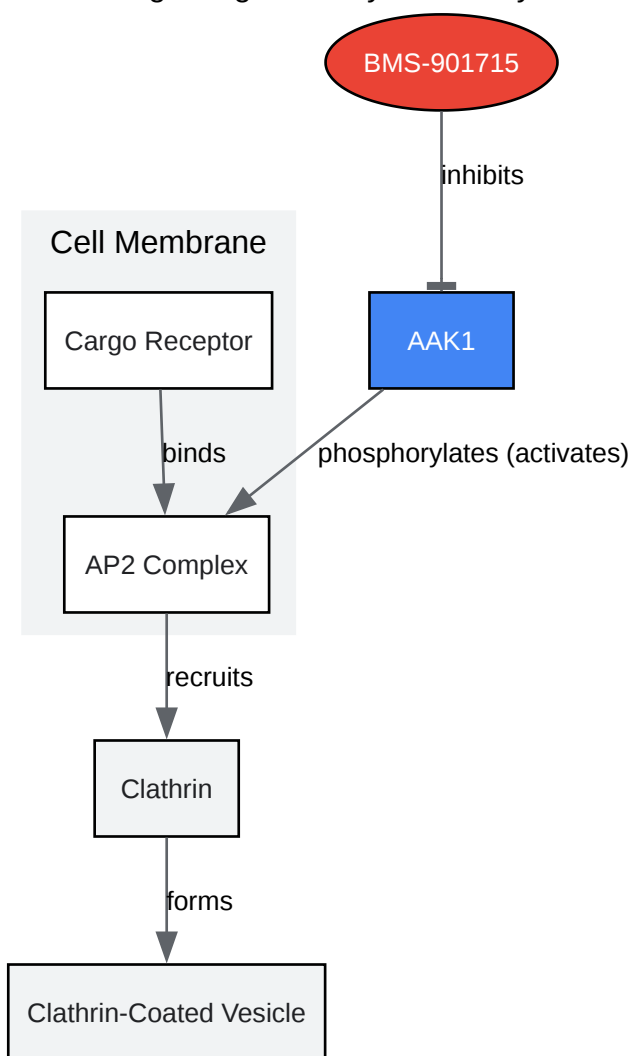 BMS-901715
inhibits
Cell Membrane
Cargo Receptor
AAK1
binds
phosphorylates (activates)
AP2 Complex
recruits
Clathrin
forms
Clathrin-Coated Vesicle